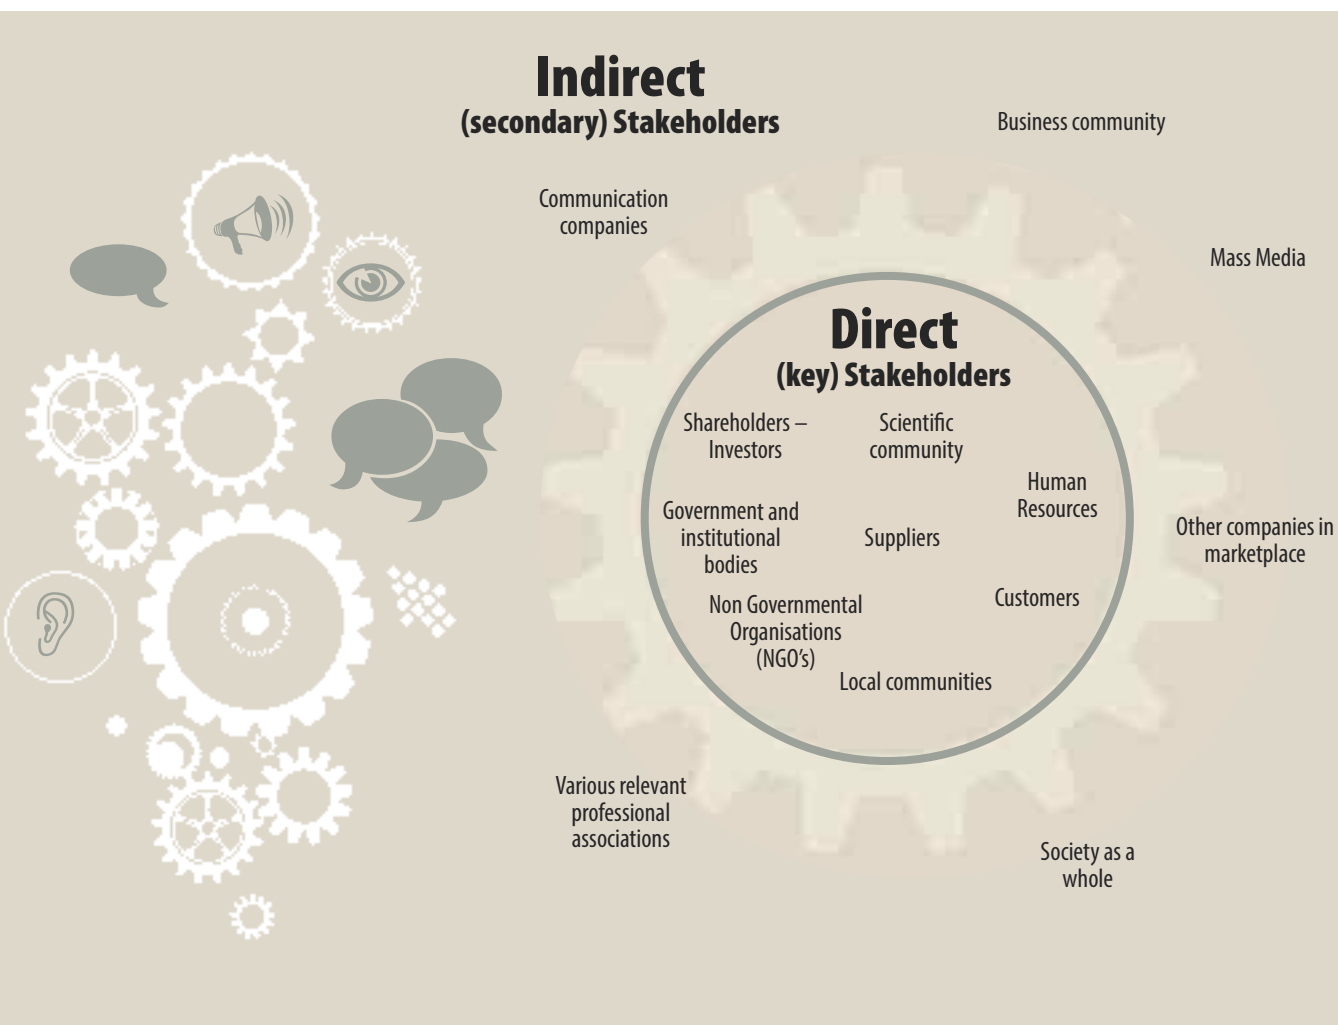 Indirect
(secondary) Stakeholders
Business community
Communication
companies
Mass Media
Direct
(key) Stakeholders
Shareholders –
Investors
Scientific
community
Human
Resources
Government and
institutional
bodies
Suppliers
Other companies in
marketplace
Customers
Non Governmental
Organisations
(NGO's)
Local communities
Various relevant
professional
associations
Society as a
whole